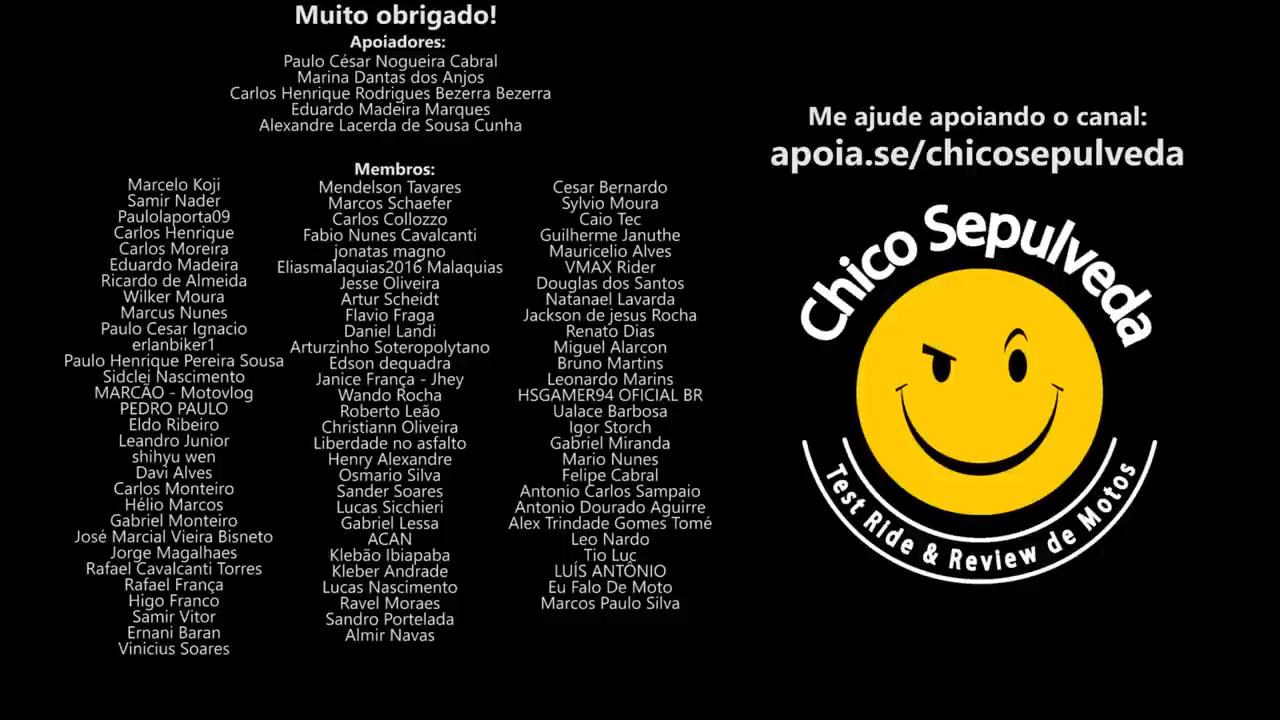 Muito obrigado!
Apoiadores:
Paulo César Nogueira Cabral
Marina Dantas dos Anjos
Carlos Henrique Rodrigues Bezerra Bezerra
Eduardo Madeira Marques
Alexandre Lacerda de Sousa Cunha
Membros:
Marcelo Koji
Samir Nader
Paulolaporta09
Carlos Henrique
Carlos Moreira
Eduardo Madeira
Ricardo de Almeida
Wilker Moura
Marcus Nunes
Paulo Cesar Ignacio
erlanbiker1
Paulo Henrique Pereira Sousa
Sidclei Nascimento
MARCÃO - Motovlog
PEDRO PAULO
Eldo Ribeiro
Leandro Junior
shihyu wen
Davi Alves
Carlos Monteiro
Hélio Marcos
Gabriel Monteiro
José Marcial Vieira Bisneto
Jorge Magalhaes
Rafael Cavalcanti Torres
Rafael França
Higo Franco
Samir Vitor
Ernani Baran
Vinicius Soares
Mendelson Tavares
Marcos Schaefer
Carlos Collozzo
Fabio Nunes Cavalcanti
jonatas magno
Eliasmalaquias2016 Malaquias
Jesse Oliveira
Artur Scheidt
Flavio Fraga
Daniel Landi
Arturzinho Soteropolytano
Edson dequadra
Janice França - Jhey
Wando Rocha
Roberto Leão
Christiann Oliveira
Liberdade no asfalto
Henry Alexandre
Osmario Silva
Sander Soares
Lucas Sicchieri
Gabriel Lessa
ACAN
Klebão Ibiapaba
Kleber Andrade
Lucas Nascimento
Ravel Moraes
Sandro Portelada
Almir Navas
Cesar Bernardo
Sylvio Moura
Caio Tec
Guilherme Januthe
Mauricelio Alves
VMAX Rider
Douglas dos Santos
Natanael Lavarda
Jackson de jesus Rocha
Renato Dias
Miguel Alarcon
Bruno Martins
Leonardo Marins
HSGAMER94 OFICIAL BR
Ualace Barbosa
Igor Storch
Gabriel Miranda
Mario Nunes
Felipe Cabral
Antonio Carlos Sampaio
Antonio Dourado Aguirre
Alex Trindade Gomes Tomé
Leo Nardo
Tio Luc
LUÍS ANTÔNIO
Eu Falo De Moto
Marcos Paulo Silva
Me ajude apoiando o canal:
apoia.se/chicosepulveda
Chico Sepulveda
Test Ride & Review de Motos